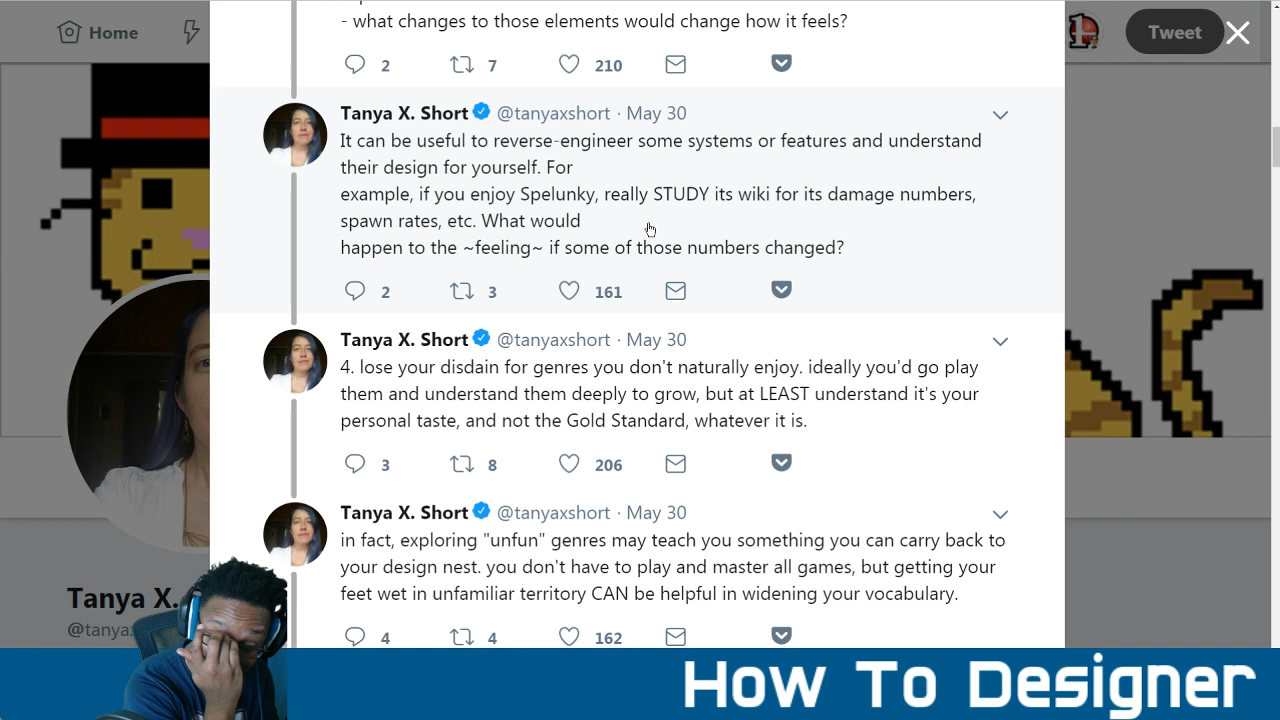 - what changes to those elements would change how it feels?
Home
Tweet
2 7 210
Tanya X. Short @tanyaxshort · May 30
It can be useful to reverse-engineer some systems or features and understand
their design for yourself. For
example, if you enjoy Spelunky, really STUDY its wiki for its damage numbers,
spawn rates, etc. What would
happen to the ~feeling~ if some of those numbers changed?
2 3 161
Tanya X. Short @tanyaxshort · May 30
4. lose your disdain for genres you don't naturally enjoy. ideally you'd go play
them and understand them deeply to grow, but at LEAST understand it's your
personal taste, and not the Gold Standard, whatever it is.
3 8 206
Tanya X. Short @tanyaxshort · May 30
in fact, exploring "unfun" genres may teach you something you can carry back to
your design nest. you don't have to play and master all games, but getting your
feet wet in unfamiliar territory CAN be helpful in widening your vocabulary.
4 4 162
Tanya X.
@tanya
How To Designer